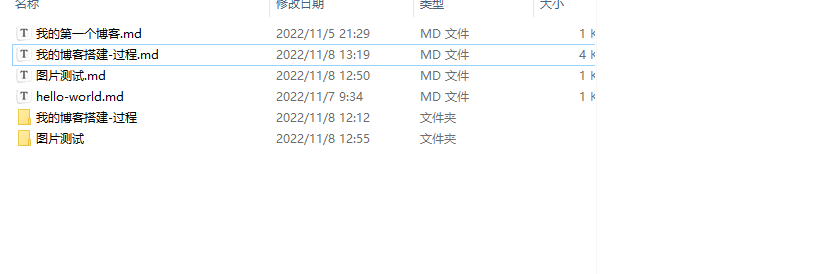 名称 修改日期 类型 大小
我的第一个博客.md 2022/11/5 21:29 MD 文件 1 K
我的博客搭建-过程.md 2022/11/8 13:19 MD 文件 4 K
图片测试.md 2022/11/8 12:50 MD 文件 1 K
hello-world.md 2022/11/7 9:34 MD 文件 1 K
我的博客搭建-过程 2022/11/8 12:12 文件夹
图片测试 2022/11/8 12:55 文件夹